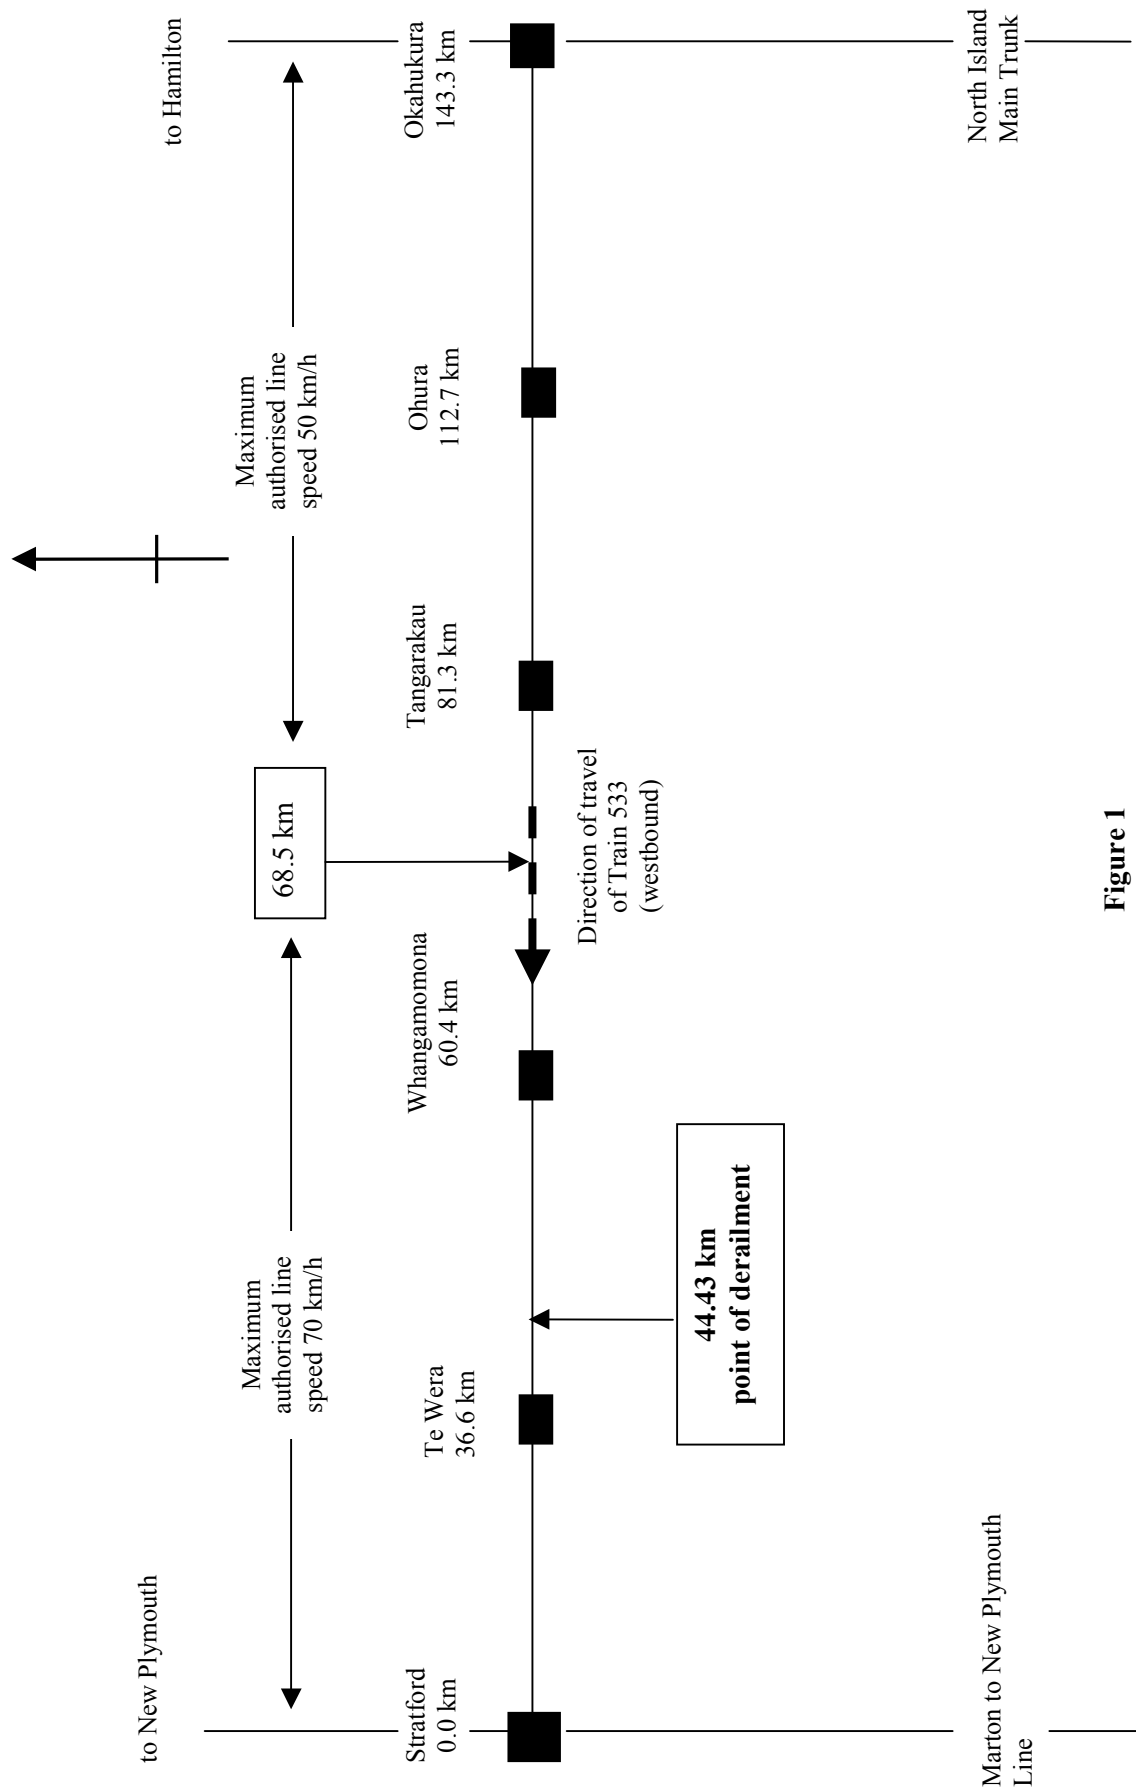 to New Plymouth
to Hamilton
Maximum
authorised line
speed 70 km/h
68.5 km
Maximum
authorised line
speed 50 km/h
Stratford
0.0 km
Te Wera
36.6 km
Whangamomona
60.4 km
Tangarakau
81.3 km
Ohura
112.7 km
Okahukura
143.3 km
Direction of travel
of Train 533
(westbound)
44.43 km
point of derailment
Marton to New Plymouth
Line
North Island
Main Trunk
Figure 1